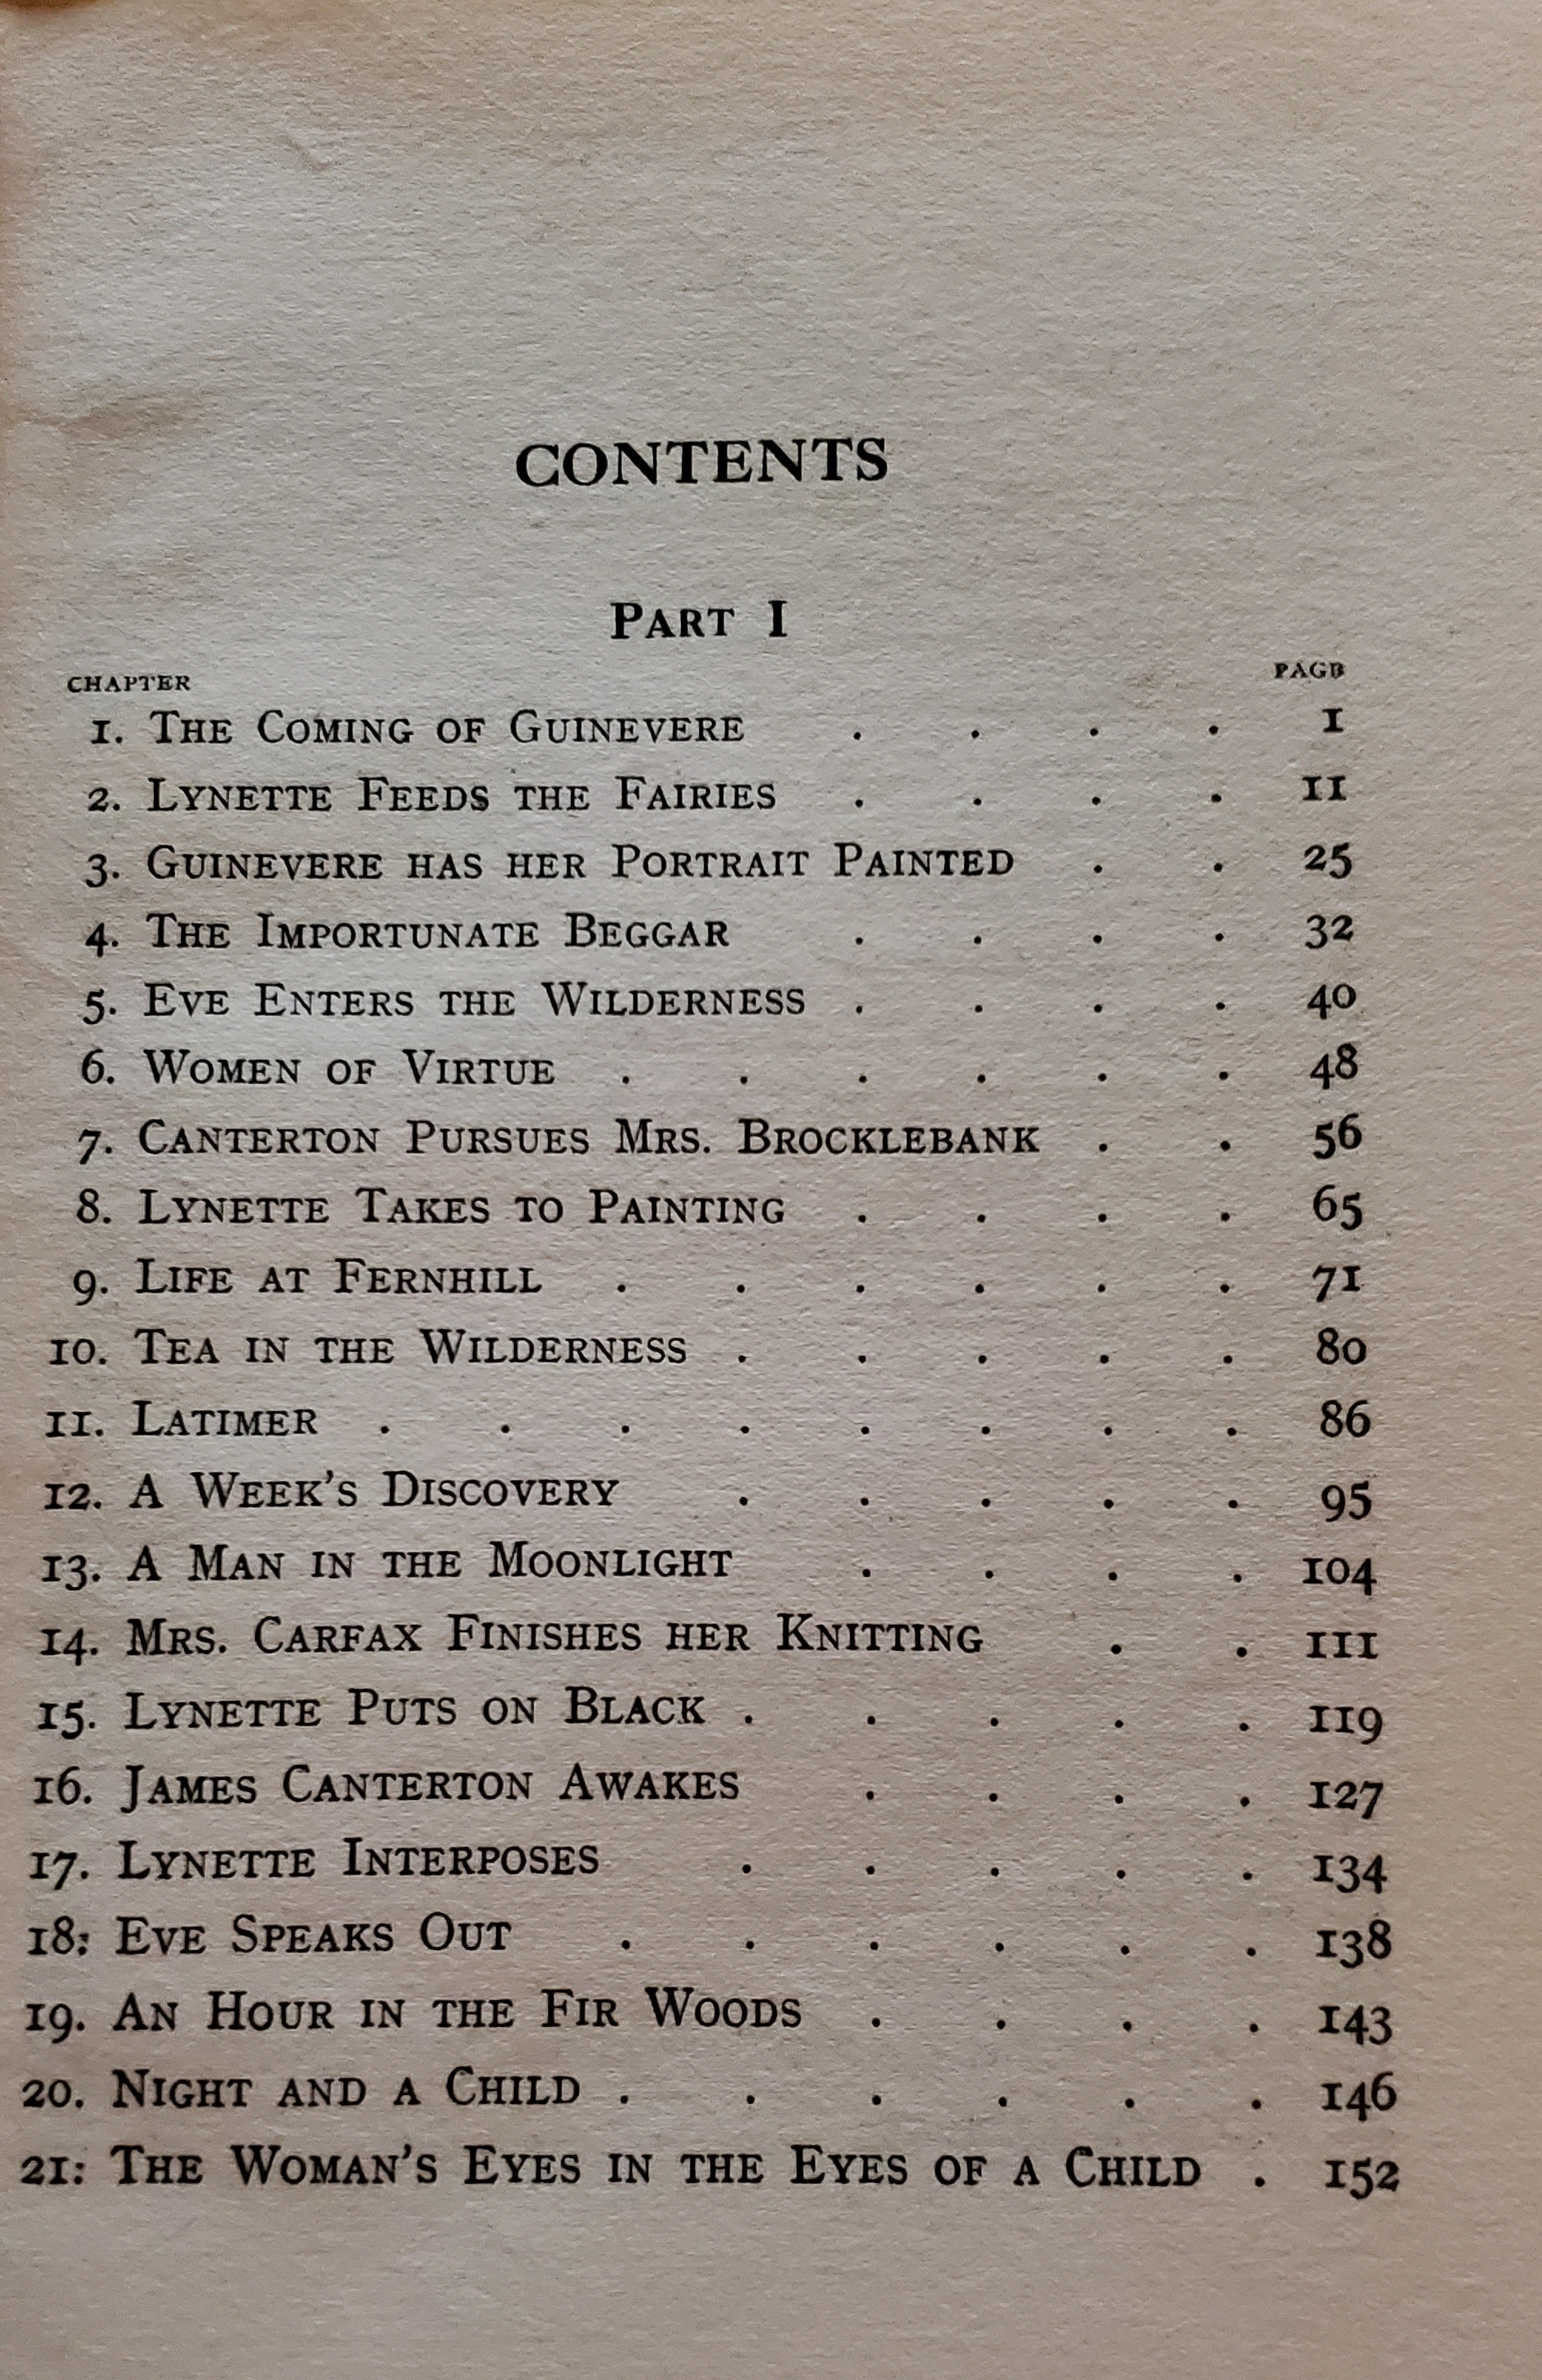 CONTENTS
PART I
CHAPTER PAGE
1. THE COMING OF GUINEVERE . . . . 1
2. LYNETTE FEEDS THE FAIRIES . . . . 11
3. GUINEVERE HAS HER PORTRAIT PAINTED . . 25
4. THE IMPORTUNATE BEGGAR . . . . 32
5. EVE ENTERS THE WILDERNESS . . . . 40
6. WOMEN OF VIRTUE . . . . . . 48
7. CANTERTON PURSUES MRS. BROCKLEBANK . . 56
8. LYNETTE TAKES TO PAINTING . . . . 65
9. LIFE AT FERNHILL . . . . . . 71
10. TEA IN THE WILDERNESS . . . . . 80
11. LATIMER . . . . . . . . 86
12. A WEEK'S DISCOVERY . . . . . 95
13. A MAN IN THE MOONLIGHT . . . . 104
14. MRS. CARFAX FINISHES HER KNITTING . . 111
15. LYNETTE PUTS ON BLACK . . . . . 119
16. JAMES CANTERTON AWAKES . . . . 127
17. LYNETTE INTERPOSES . . . . . 134
18: EVE SPEAKS OUT . . . . . . 138
19. AN HOUR IN THE FIR WOODS . . . . 143
20. NIGHT AND A CHILD . . . . . . 146
21: THE WOMAN'S EYES IN THE EYES OF A CHILD . 152